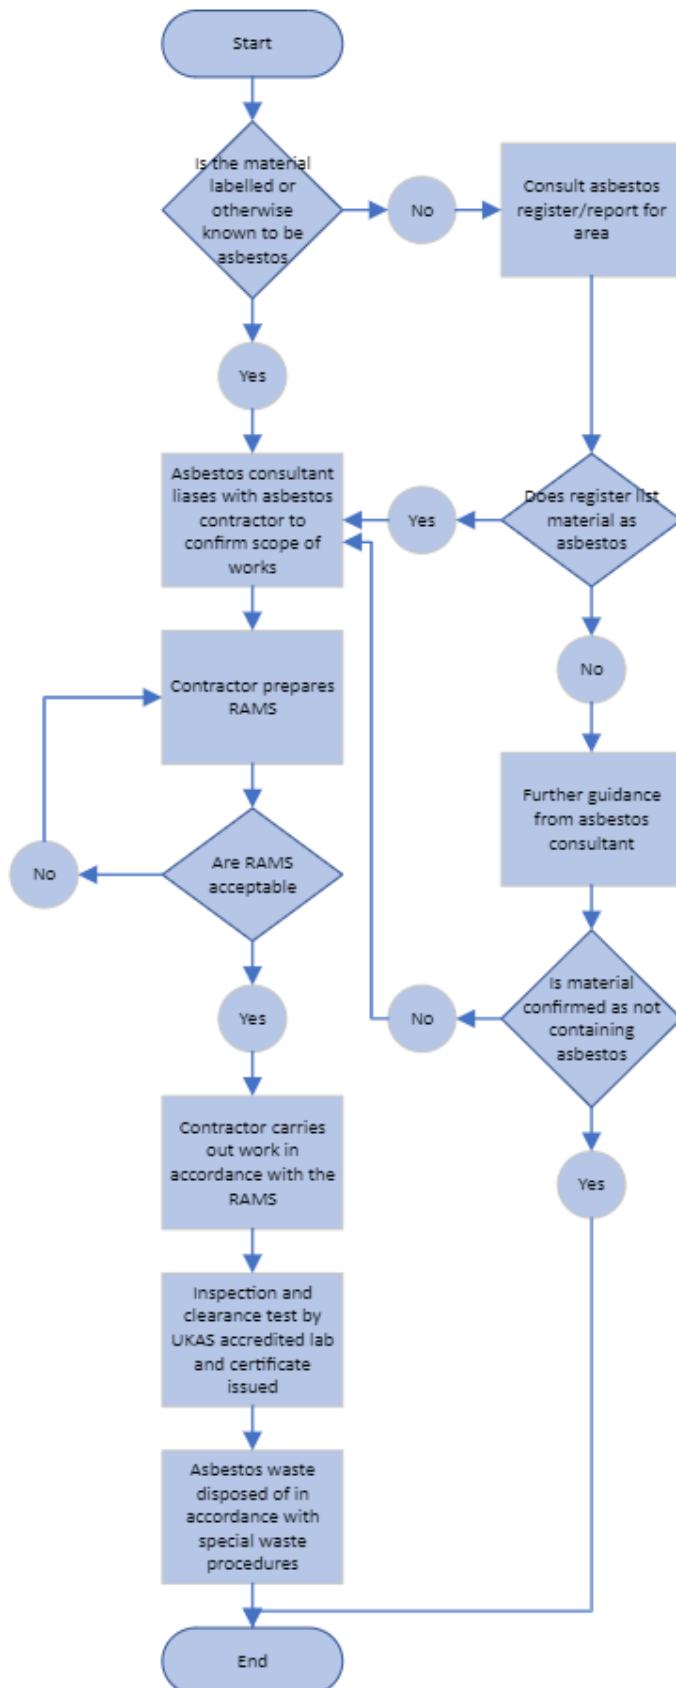 Start
Is the material
labelled or
otherwise
known to be
asbestos
No
Consult asbestos
register/report for
area
Yes
Asbestos consultant
liases with asbestos
contractor to
confirm scope of
works
Yes
Does register list
material as
asbestos
No
Contractor prepares
RAMS
Further guidance
from asbestos
consultant
No
Are RAMS
acceptable
Yes
No
Is material
confirmed as not
containing
asbestos
Contractor carries
out work in
accordance with the
RAMS
Yes
Inspection and
clearance test by
UKAS accredited lab
and certificate
issued
Asbestos waste
disposed of in
accordance with
special waste
procedures
End